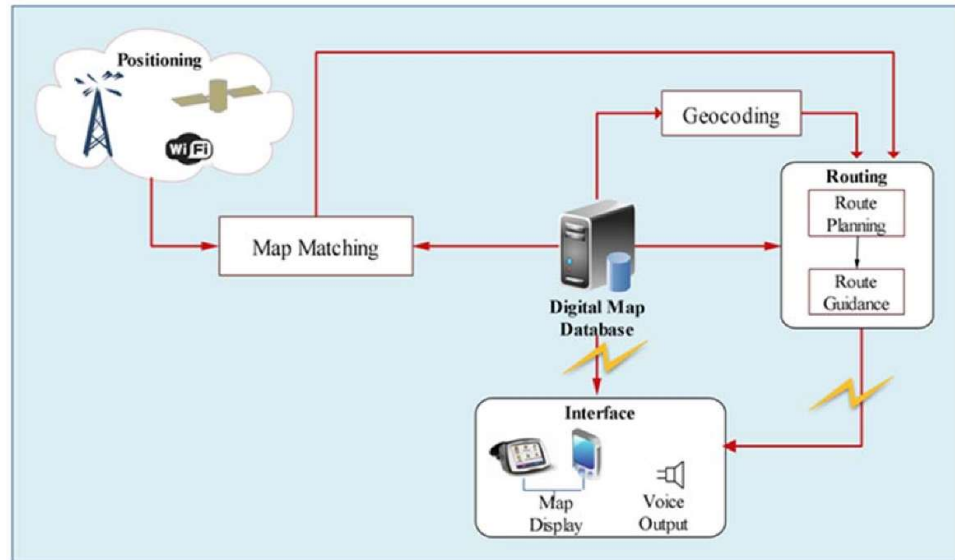 Positioning
WiFi
Geocoding
Map Matching
Routing
Route
Planning
Route
Guidance
Digital Map
Database
Interface
Map
Display
Voice
Output